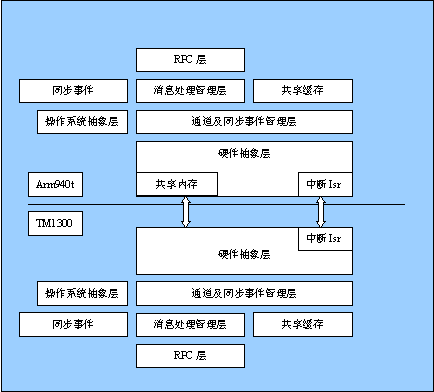 RFC 层
同步事件
消息处理管理层
共享缓存
操作系统抽象层
通道及同步事件管理层
硬件抽象层
Arm940t
共享内存
中断 Isr
TM1300
中断 Isr
硬件抽象层
操作系统抽象层
通道及同步事件管理层
同步事件
消息处理管理层
共享缓存
RFC 层